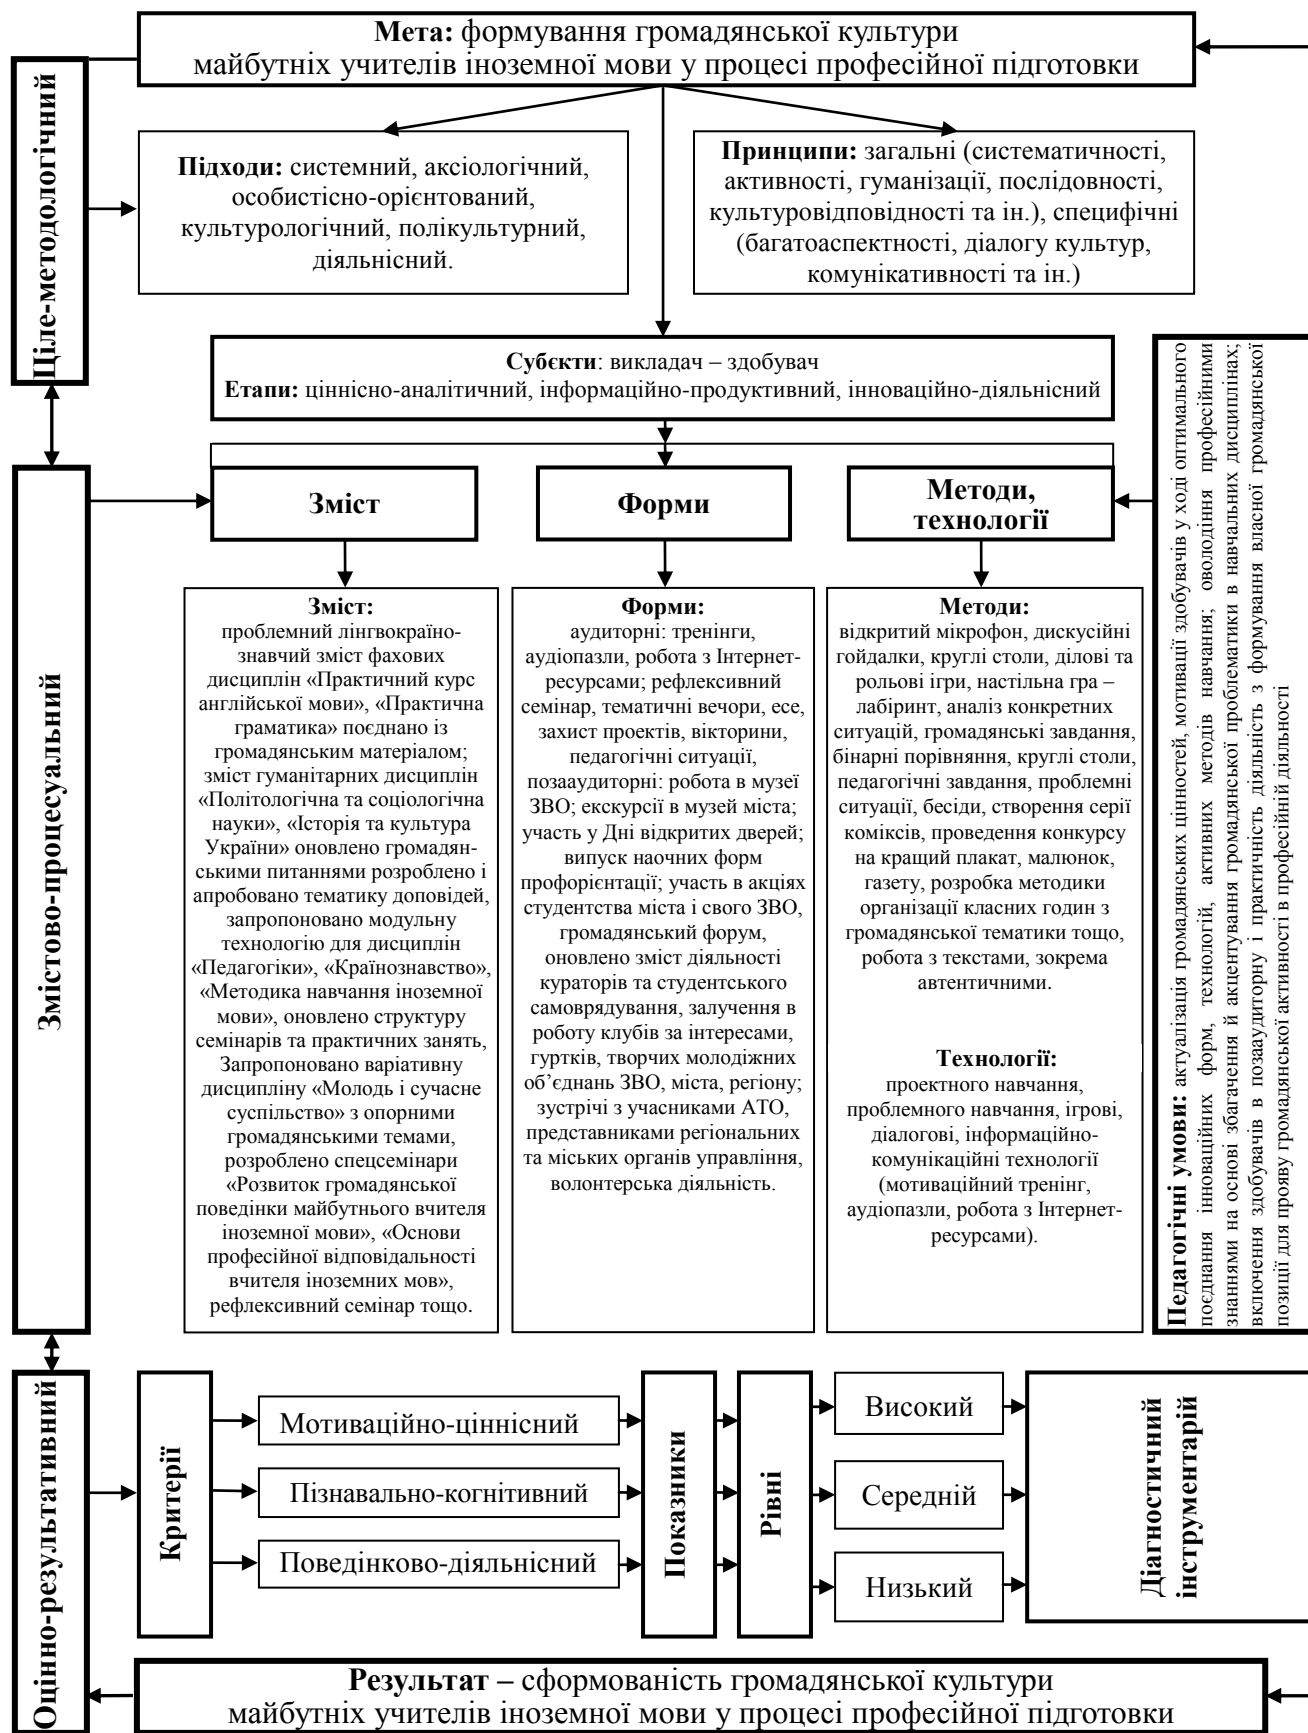 Мета: формування громадянської культури
майбутніх учителів іноземної мови у процесі професійної підготовки
Ціле-методологічний
Підходи: системний, аксіологічний,
особистісно-орієнтований,
культурологічний, полікультурний,
діяльнісний.
Принципи: загальні (систематичності,
активності, гуманізації, послідовності,
культуровідповідності та ін.), специфічні
(багатоаспектності, діалогу культур,
комунікативності та ін.)
Субєкти: викладач – здобувач
Етапи: ціннісно-аналітичний, інформаційно-продуктивний, інноваційно-діяльнісний
Змістово-процесуальний
Зміст
Форми
Методи,
технології
Зміст:
проблемний лінгвокраїно-
знавчий зміст фахових
дисциплін «Практичний курс
англійської мови», «Практична
граматика» поєднано із
громадянським матеріалом;
зміст гуманітарних дисциплін
«Політологічна та соціологічна
науки», «Історія та культура
України» оновлено громадян-
ськими питаннями розроблено і
апробовано тематику доповідей,
запропоновано модульну
технологію для дисциплін
«Педагогіки», «Країнознавство»,
«Методика навчання іноземної
мови», оновлено структуру
семінарів та практичних занять,
Запропоновано варіативну
дисципліну «Молодь і сучасне
суспільство» з опорними
громадянськими темами,
розроблено спецсемінари
«Розвиток громадянської
поведінки майбутнього вчителя
іноземної мови», «Основи
професійної відповідальності
вчителя іноземних мов»,
рефлексивний семінар тощо.
Форми:
аудиторні: тренінги,
аудіопазли, робота з Інтернет-
ресурсами; рефлексивний
семінар, тематичні вечори, есе,
захист проектів, вікторини,
педагогічні ситуації,
позааудиторні: робота в музеї
ЗВО; екскурсії в музей міста;
участь у Дні відкритих дверей;
випуск наочних форм
профорієнтації; участь в акціях
студентства міста і свого ЗВО,
громадянський форум,
оновлено зміст діяльності
кураторів та студентського
самоврядування, залучення в
роботу клубів за інтересами,
гуртків, творчих молодіжних
об’єднань ЗВО, міста, регіону;
зустрічі з учасниками АТО,
представниками регіональних
та міських органів управління,
волонтерська діяльність.
Методи:
відкритий мікрофон, дискусійні
гойдалки, круглі столи, ділові та
рольові ігри, настільна гра –
лабіринт, аналіз конкретних
ситуацій, громадянські завдання,
бінарні порівняння, круглі столи,
педагогічні завдання, проблемні
ситуації, бесіди, створення серії
коміксів, проведення конкурсу
на кращий плакат, малюнок,
газету, розробка методики
організації класних годин з
громадянської тематики тощо,
робота з текстами, зокрема
автентичними.
Технології:
проектного навчання,
проблемного навчання, ігрові,
діалогові, інформаційно-
комунікаційні технології
(мотиваційний тренінг,
аудіопазли, робота з Інтернет-
ресурсами).
Педагогічні умови: актуалізація громадянських цінностей, мотивації здобувачів у ході оптимального
поєднання інноваційних форм, технологій, активних методів навчання; оволодіння професійними
знаннями на основі збагачення й акцентування громадянської проблематики в навчальних дисциплінах;
включення здобувачів в позааудиторну і практичність діяльність з формування власної громадянської
позиції для прояву громадянської активності в професійній діяльності
Оцінно-результативний
Критерії
Мотиваційно-ціннісний
Пізнавально-когнітивний
Поведінково-діяльнісний
Показники
Рівні
Високий
Середній
Низький
Діагностичний
інструментарій
Результат – сформованість громадянської культури
майбутніх учителів іноземної мови у процесі професійної підготовки